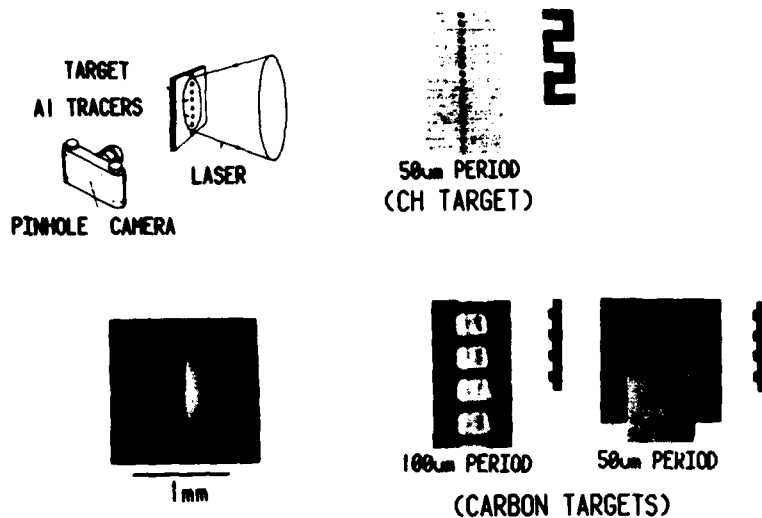 TARGET
Al TRACERS
LASER
PINHOLE CAMERA
50um PERIOD
(CH TARGET)
1mm
100um PERIOD
50um PERIOD
(CARBON TARGETS)